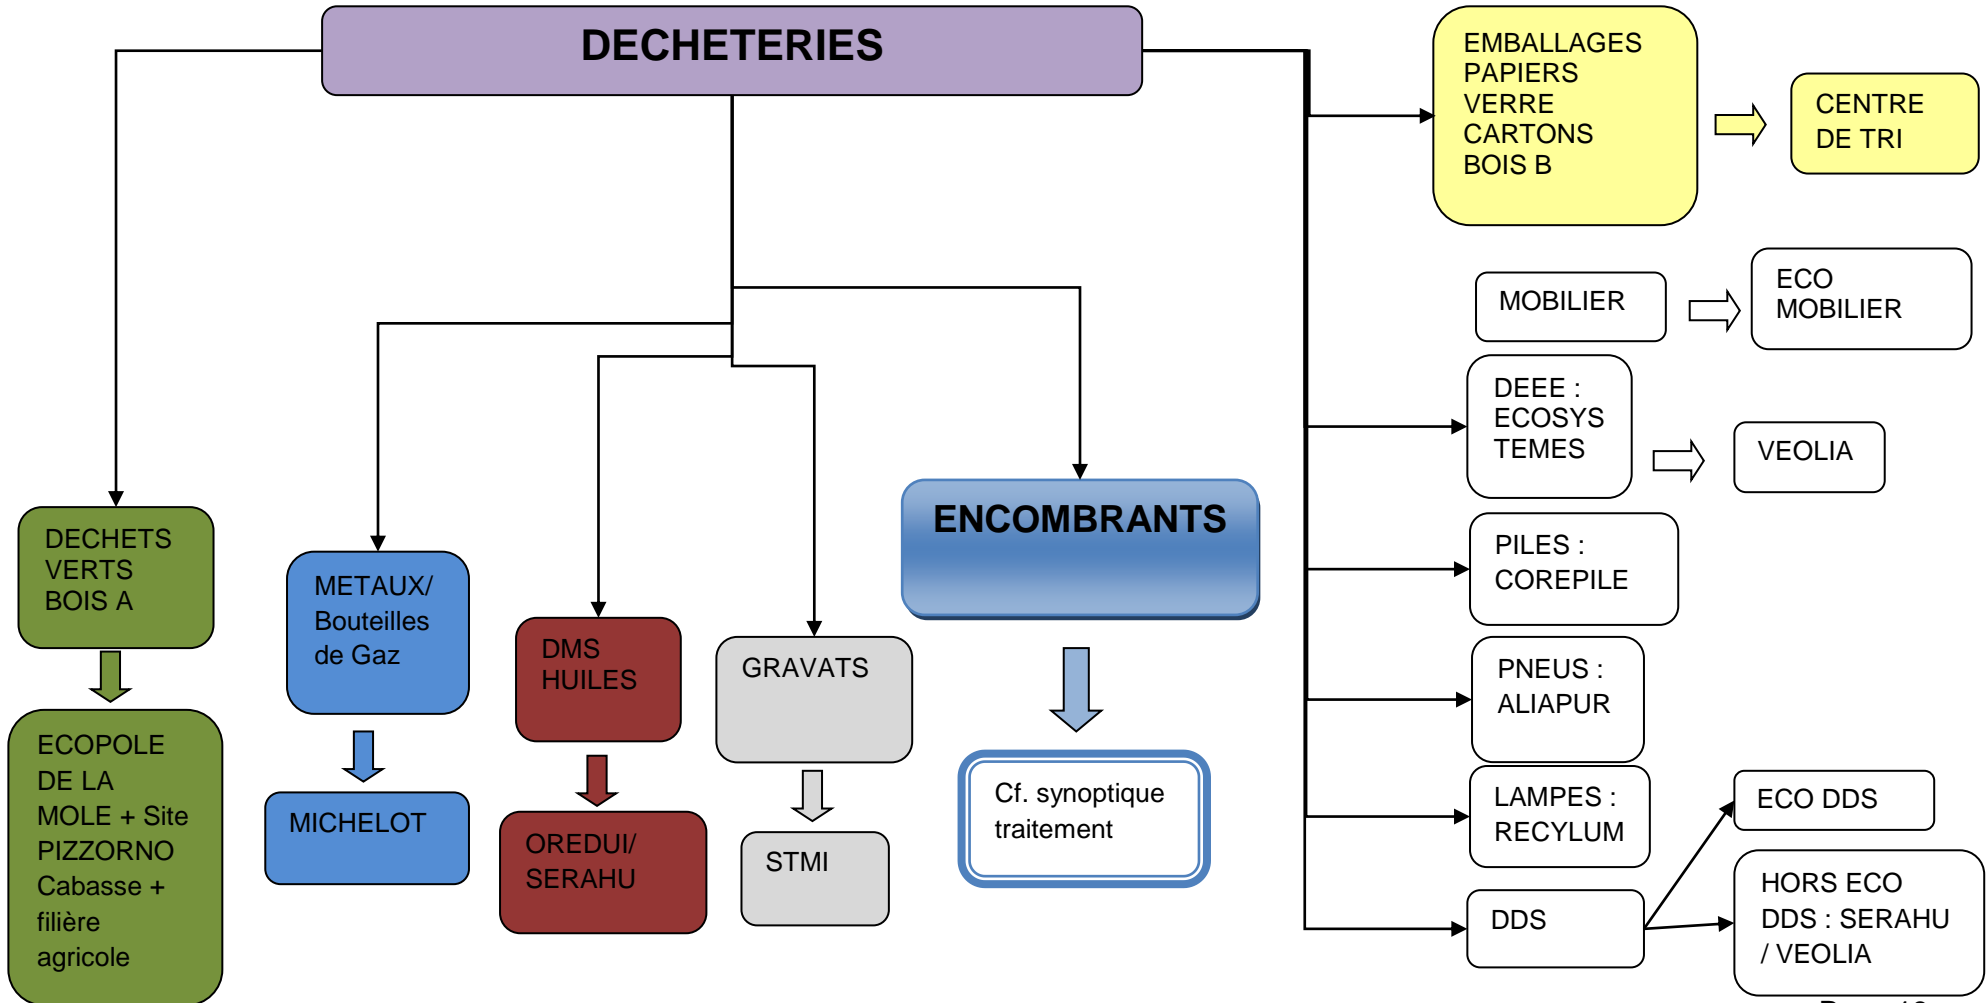 DECHETERIES
EMBALLAGES
PAPIERS
VERRE
CARTONS
BOIS B
CENTRE
DE TRI
MOBILIER
ECO
MOBILIER
DEEE :
ECOSYS
TEMES
VEOLIA
PILES :
COREPILE
PNEUS :
ALIAPUR
LAMPES :
RECYLUM
ECO DDS
DDS
HORS ECO
DDS : SERAHU
/ VEOLIA
DECHETS
VERTS
BOIS A
ECOPOLE
DE LA
MOLE + Site
PIZZORNO
Cabasse +
filière
agricole
METAUX/
Bouteilles
de Gaz
MICHELOT
DMS
HUILES
OREDUI/
SERAHU
GRAVATS
STMI
ENCOMBRANTS
Cf. synoptique
traitement